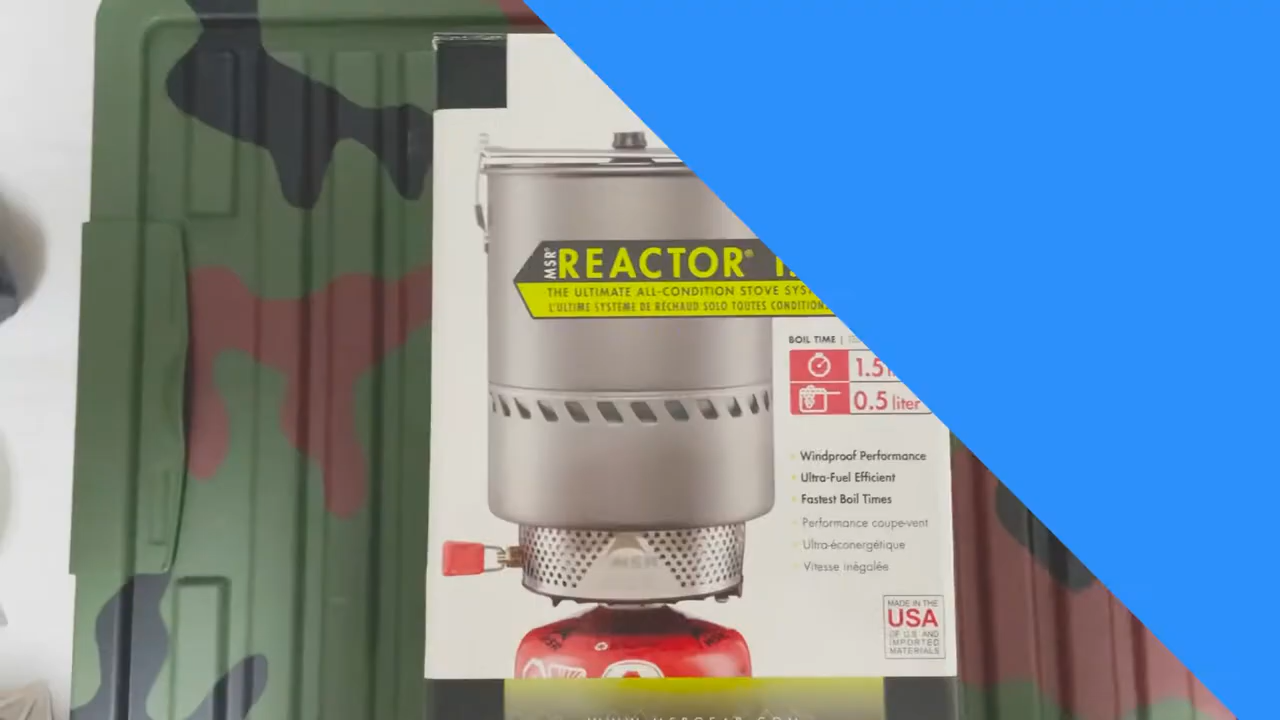 MSR®
REACTOR®
THE ULTIMATE ALL-CONDITION STOVE
L'ULTIME SYSTÈME DE RÉCHAUD SOLO TOUTES
BOIL TIME |
1.5
0.5 liter
Windproof Performance
Ultra-Fuel Efficient
Fastest Boil Times
Performance coupe-vent
Ultra-éconergétique
Vitesse inégalée
MADE IN THE
USA
OF U.S. AND
IMPORTED
MATERIALS
MSR